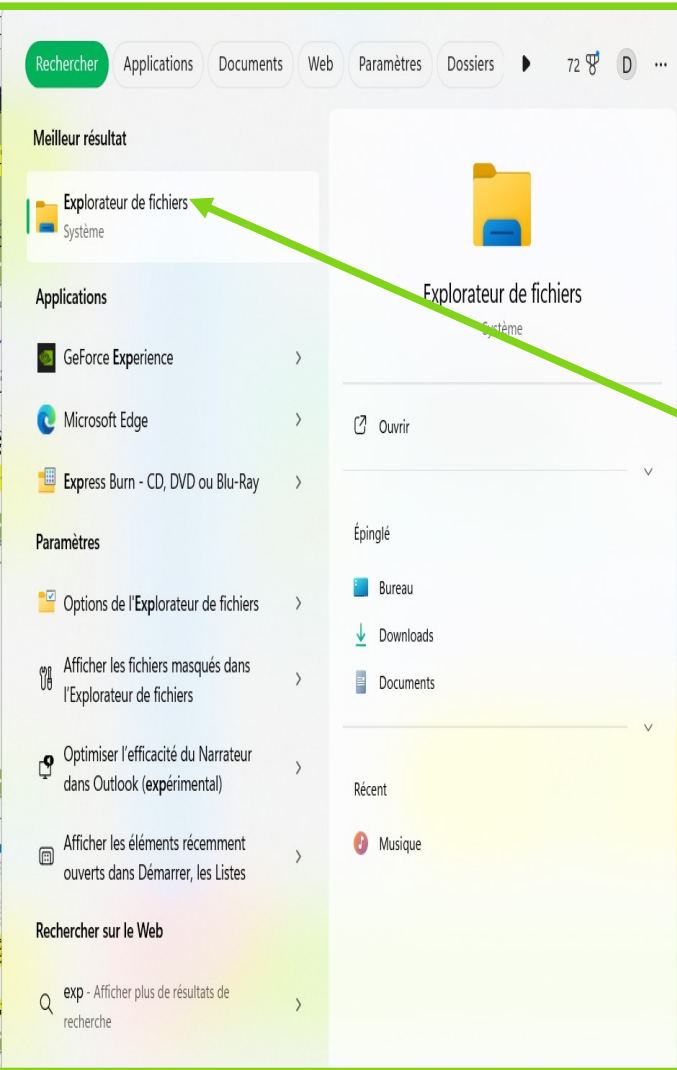 Rechercher Applications Documents Web Paramètres Dossiers 72 D ...
Meilleur résultat
Explorateur de fichiers
Système
Applications
GeForce Experience
Microsoft Edge
Express Burn - CD, DVD ou Blu-Ray
Paramètres
Options de l'Explorateur de fichiers
Afficher les fichiers masqués dans
l'Explorateur de fichiers
Optimiser l'efficacité du Narrateur
dans Outlook (expérimental)
Afficher les éléments récemment
ouverts dans Démarrer, les Listes
Rechercher sur le Web
exp - Afficher plus de résultats de
recherche
Explorateur de fichiers
Système
Ouvrir
Épinglé
Bureau
Downloads
Documents
Récent
Musique